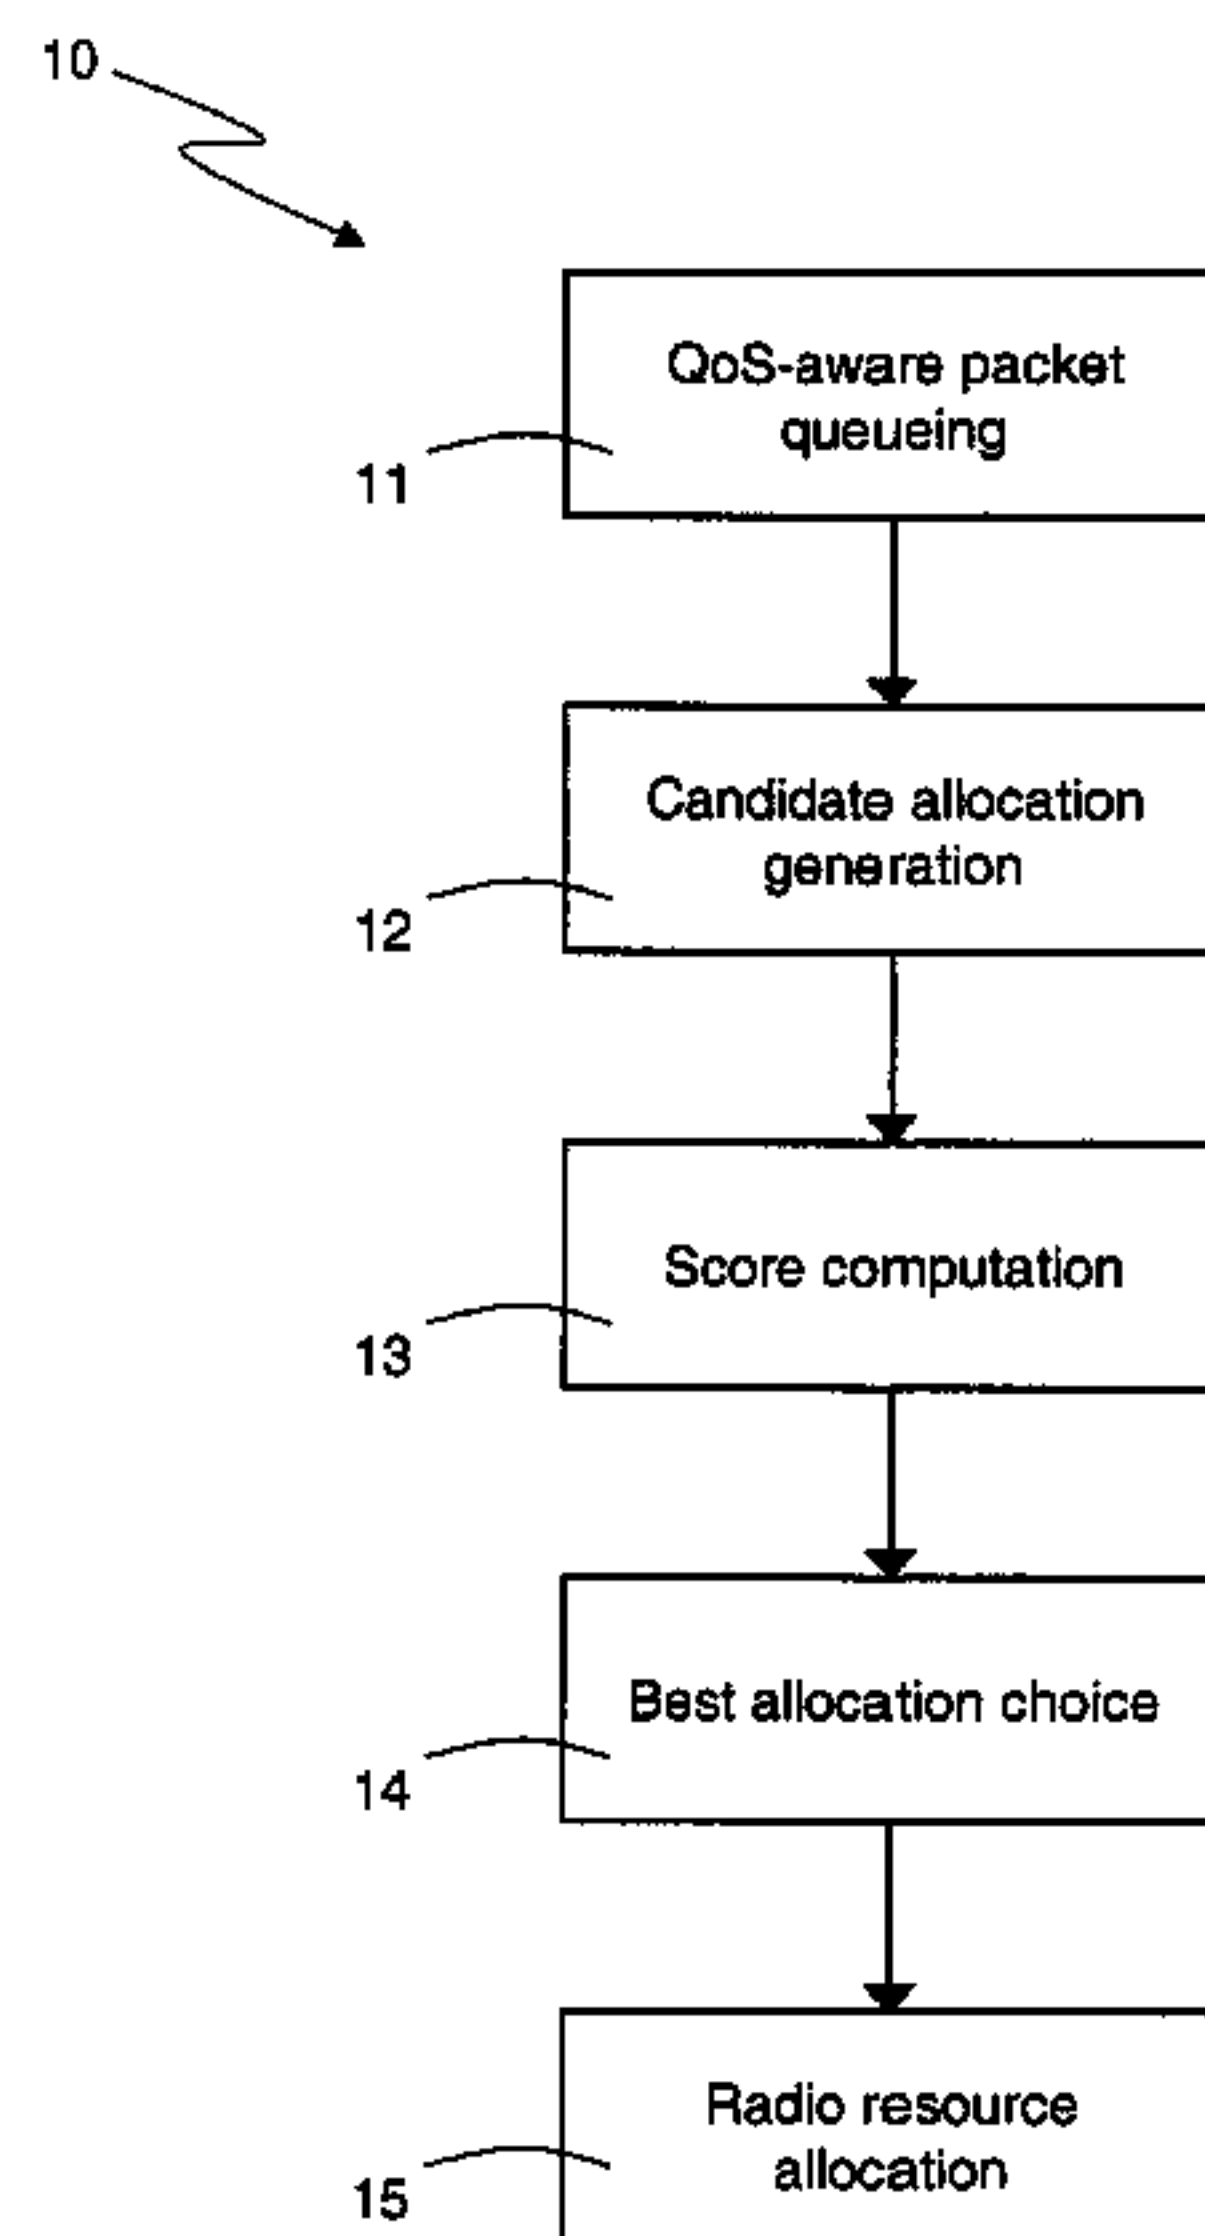 10
QoS-aware packet
queueing
11
Candidate allocation
generation
12
Score computation
13
Best allocation choice
14
Radio resource
allocation
15